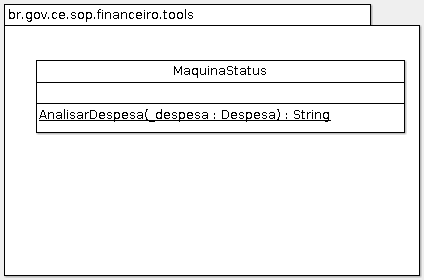 br.gov.ce.sop.financeiro.tools
MaquinaStatus
AnalisarDespesa(_despesa : Despesa) : String